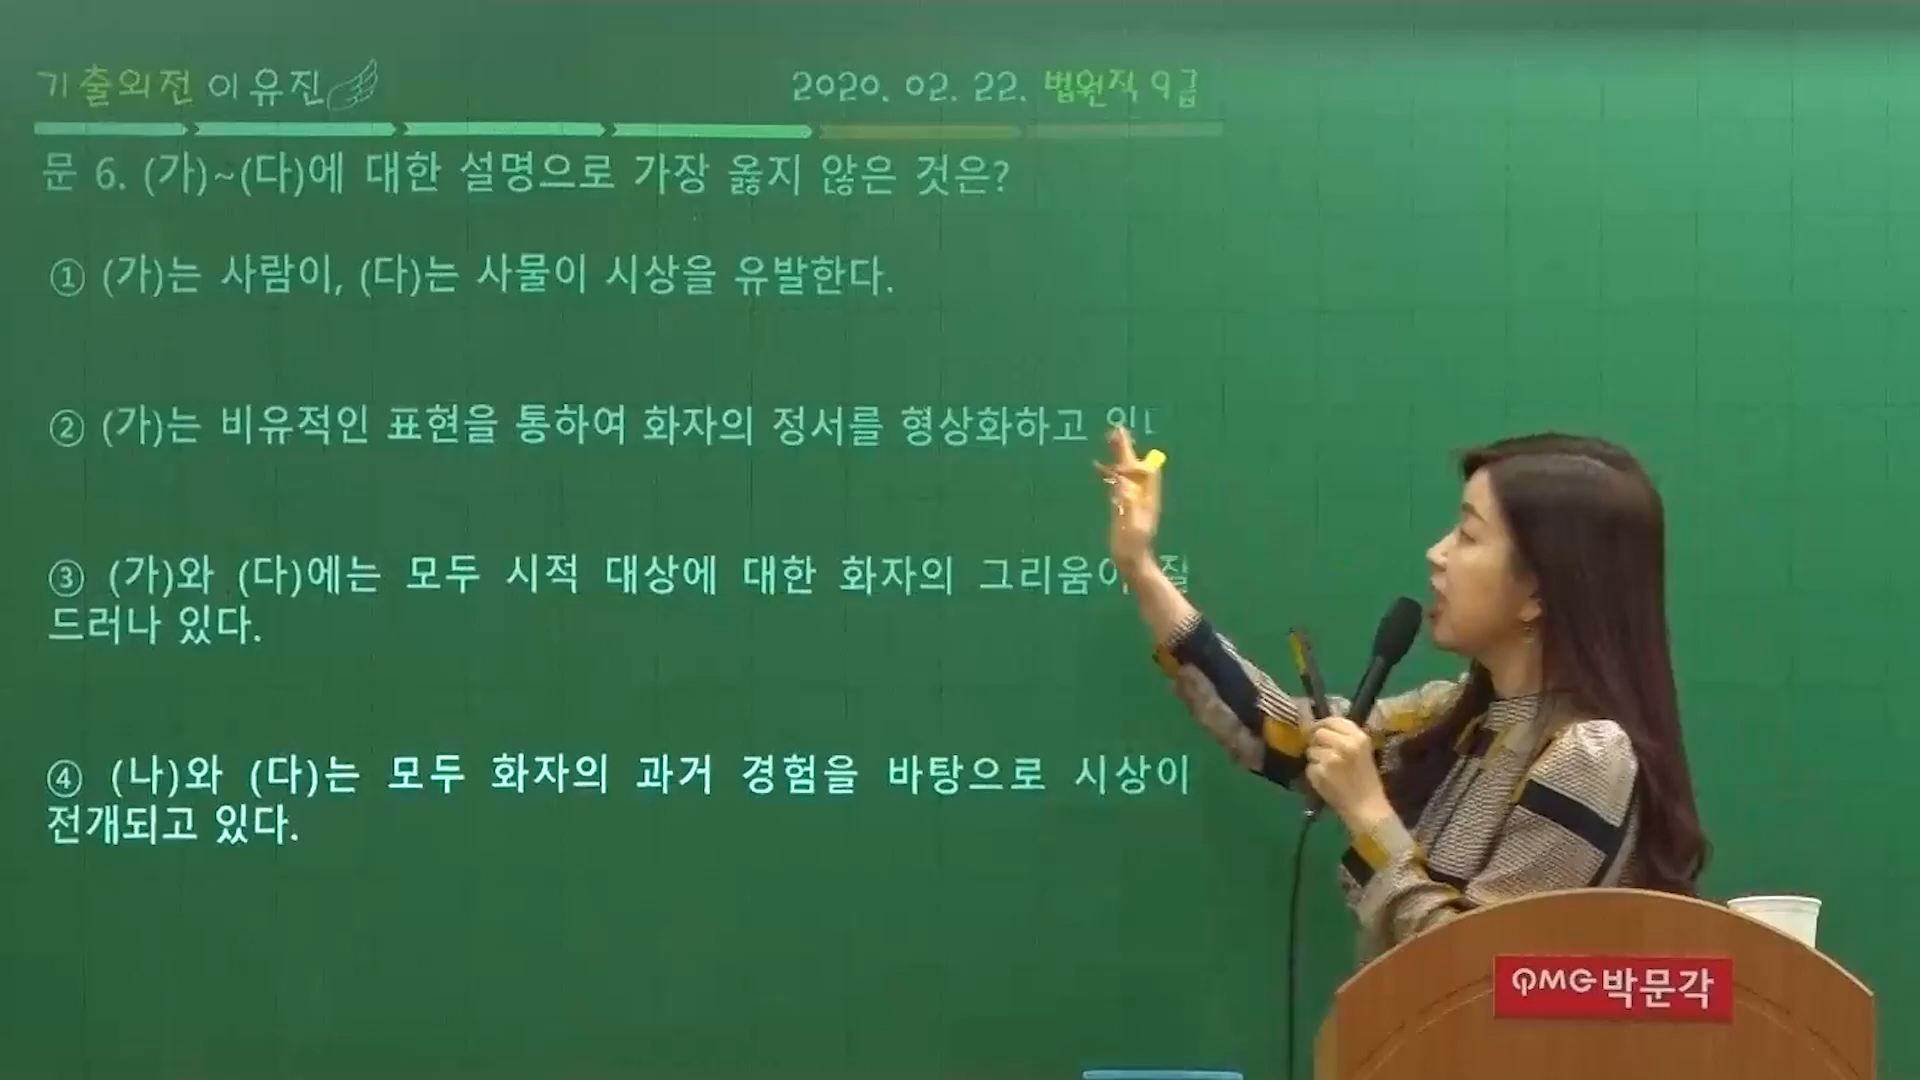 기출외전 이유진
2020. 02. 22. 법원직 9급
문 6. (가)~(다)에 대한 설명으로 가장 옳지 않은 것은?
① (가)는 사람이, (다)는 사물이 시상을 유발한다.
② (가)는 비유적인 표현을 통하여 화자의 정서를 형상화하고
③ (가)와 (다)에는 모두 시적 대상에 대한 화자의 그리움이 잘
드러나 있다.
④ (나)와 (다)는 모두 화자의 과거 경험을 바탕으로 시상이
전개되고 있다.
PMG 박문각